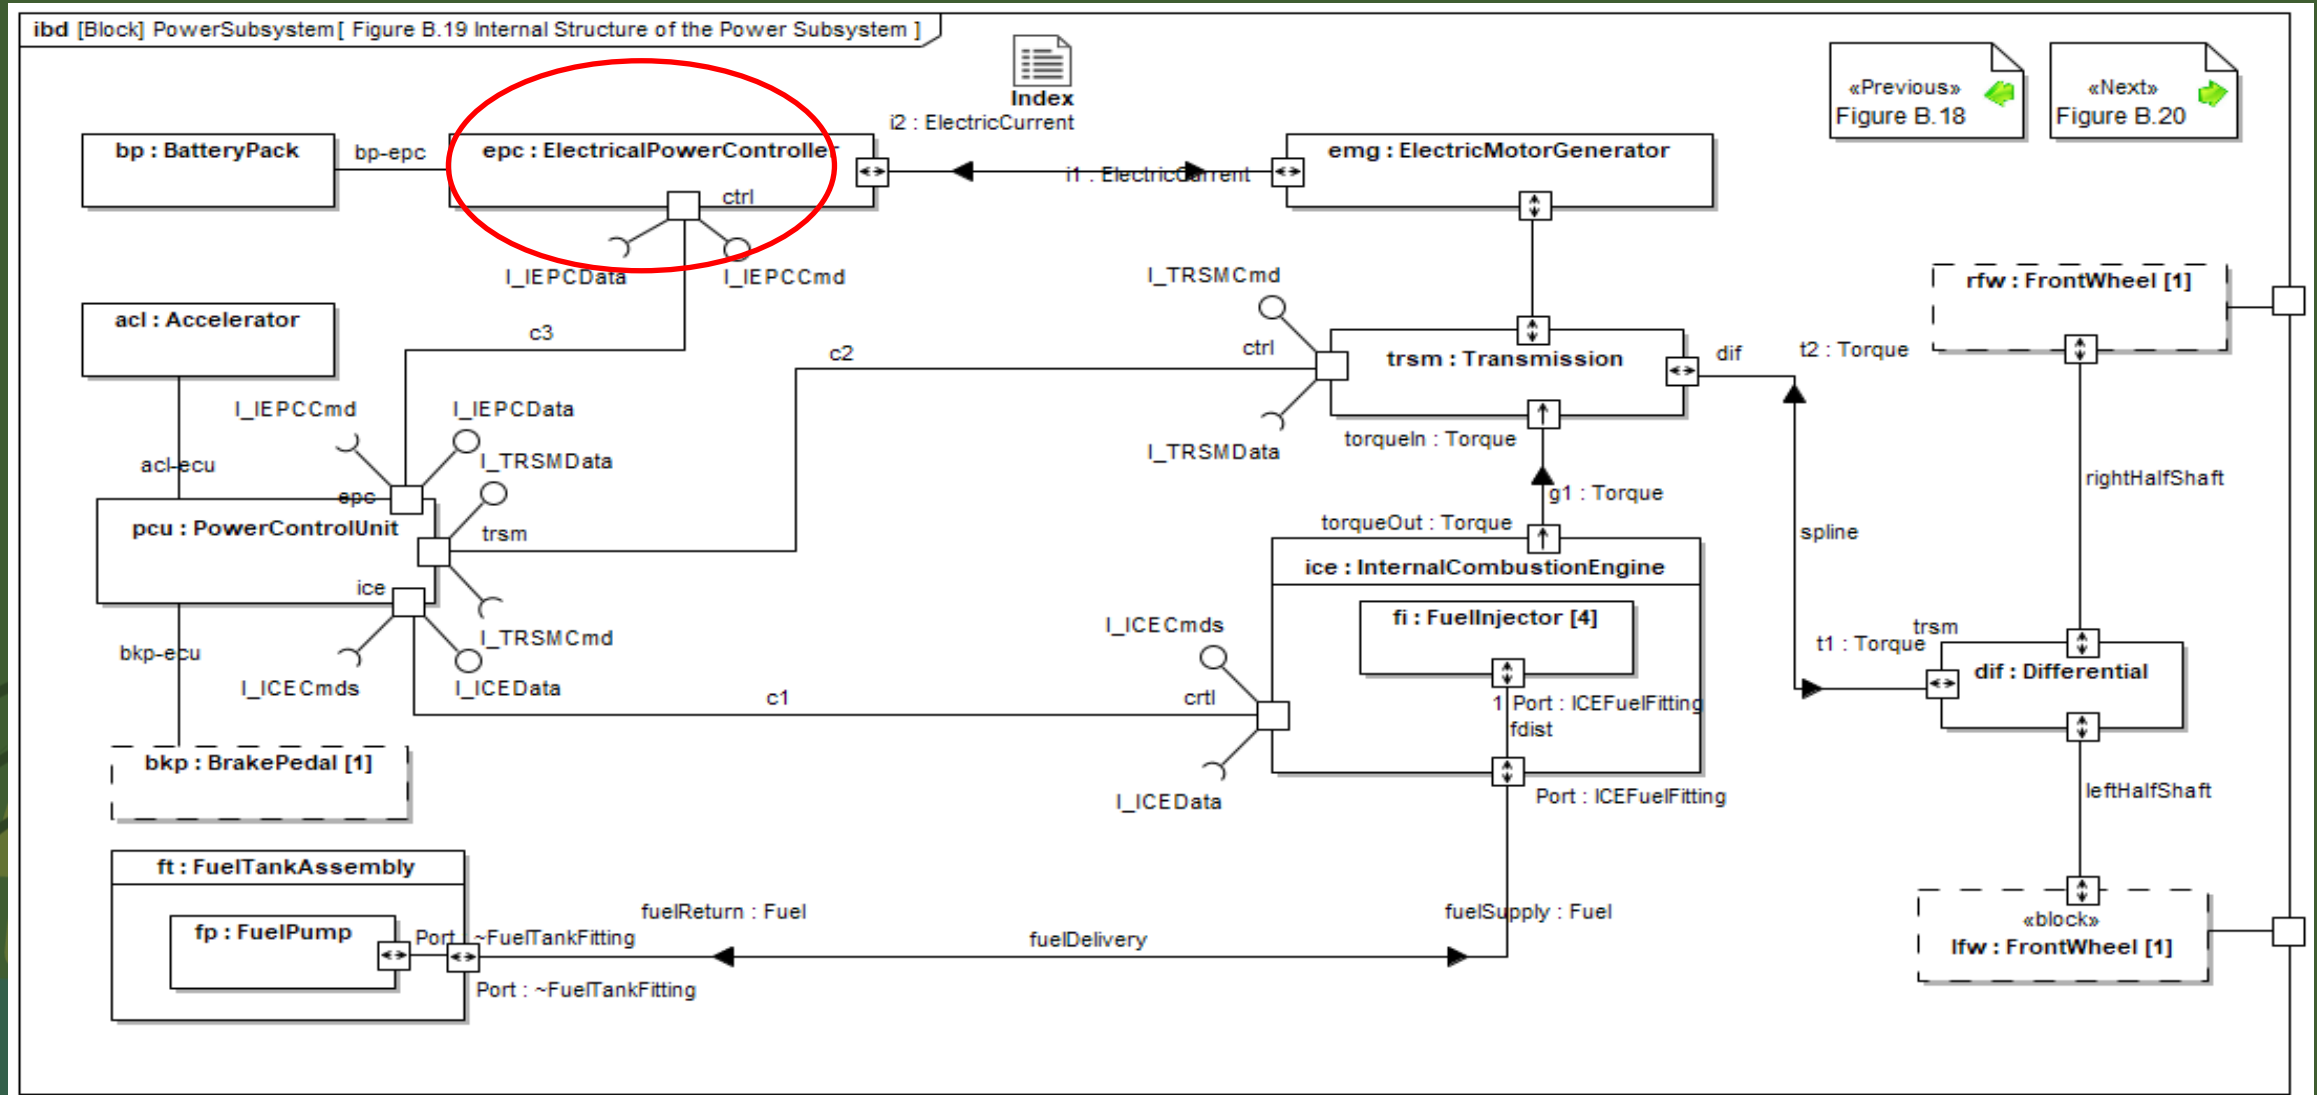 ibd [Block] PowerSubsystem[ Figure B.19 Internal Structure of the Power Subsystem ]
Index
«Previous»
Figure B.18
«Next»
Figure B.20
i2 : ElectricCurrent
bp : BatteryPack
bp-epc
epc : ElectricalPowerController
i1 : ElectricCurrent
emg : ElectricMotorGenerator
ctrl
I_IEPCData
I_IEPCCmd
I_TRSMCmd
rfw : FrontWheel [1]
acl : Accelerator
c3
c2
ctrl
trsm : Transmission
dif
t2 : Torque
I_IEPCCmd
I_IEPCData
acl-ecu
I_TRSMData
torqueIn : Torque
I_TRSMData
rightHalfShaft
epc
g1 : Torque
pcu : PowerControlUnit
trsm
torqueOut : Torque
spline
ice : InternalCombustionEngine
ice
fi : FuelInjector [4]
I_ICECmds
I_TRSMCmd
bkp-ecu
trsm
t1 : Torque
dif : Differential
I_ICECmds
I_ICEData
c1
crtl
1 Port : ICEFuelFitting
fdist
bkp : BrakePedal [1]
I_ICEData
Port : ICEFuelFitting
leftHalfShaft
ft : FuelTankAssembly
fuelReturn : Fuel
fuelSupply : Fuel
«block»
lfw : FrontWheel [1]
fp : FuelPump
Port : ~FuelTankFitting
fuelDelivery
Port : ~FuelTankFitting